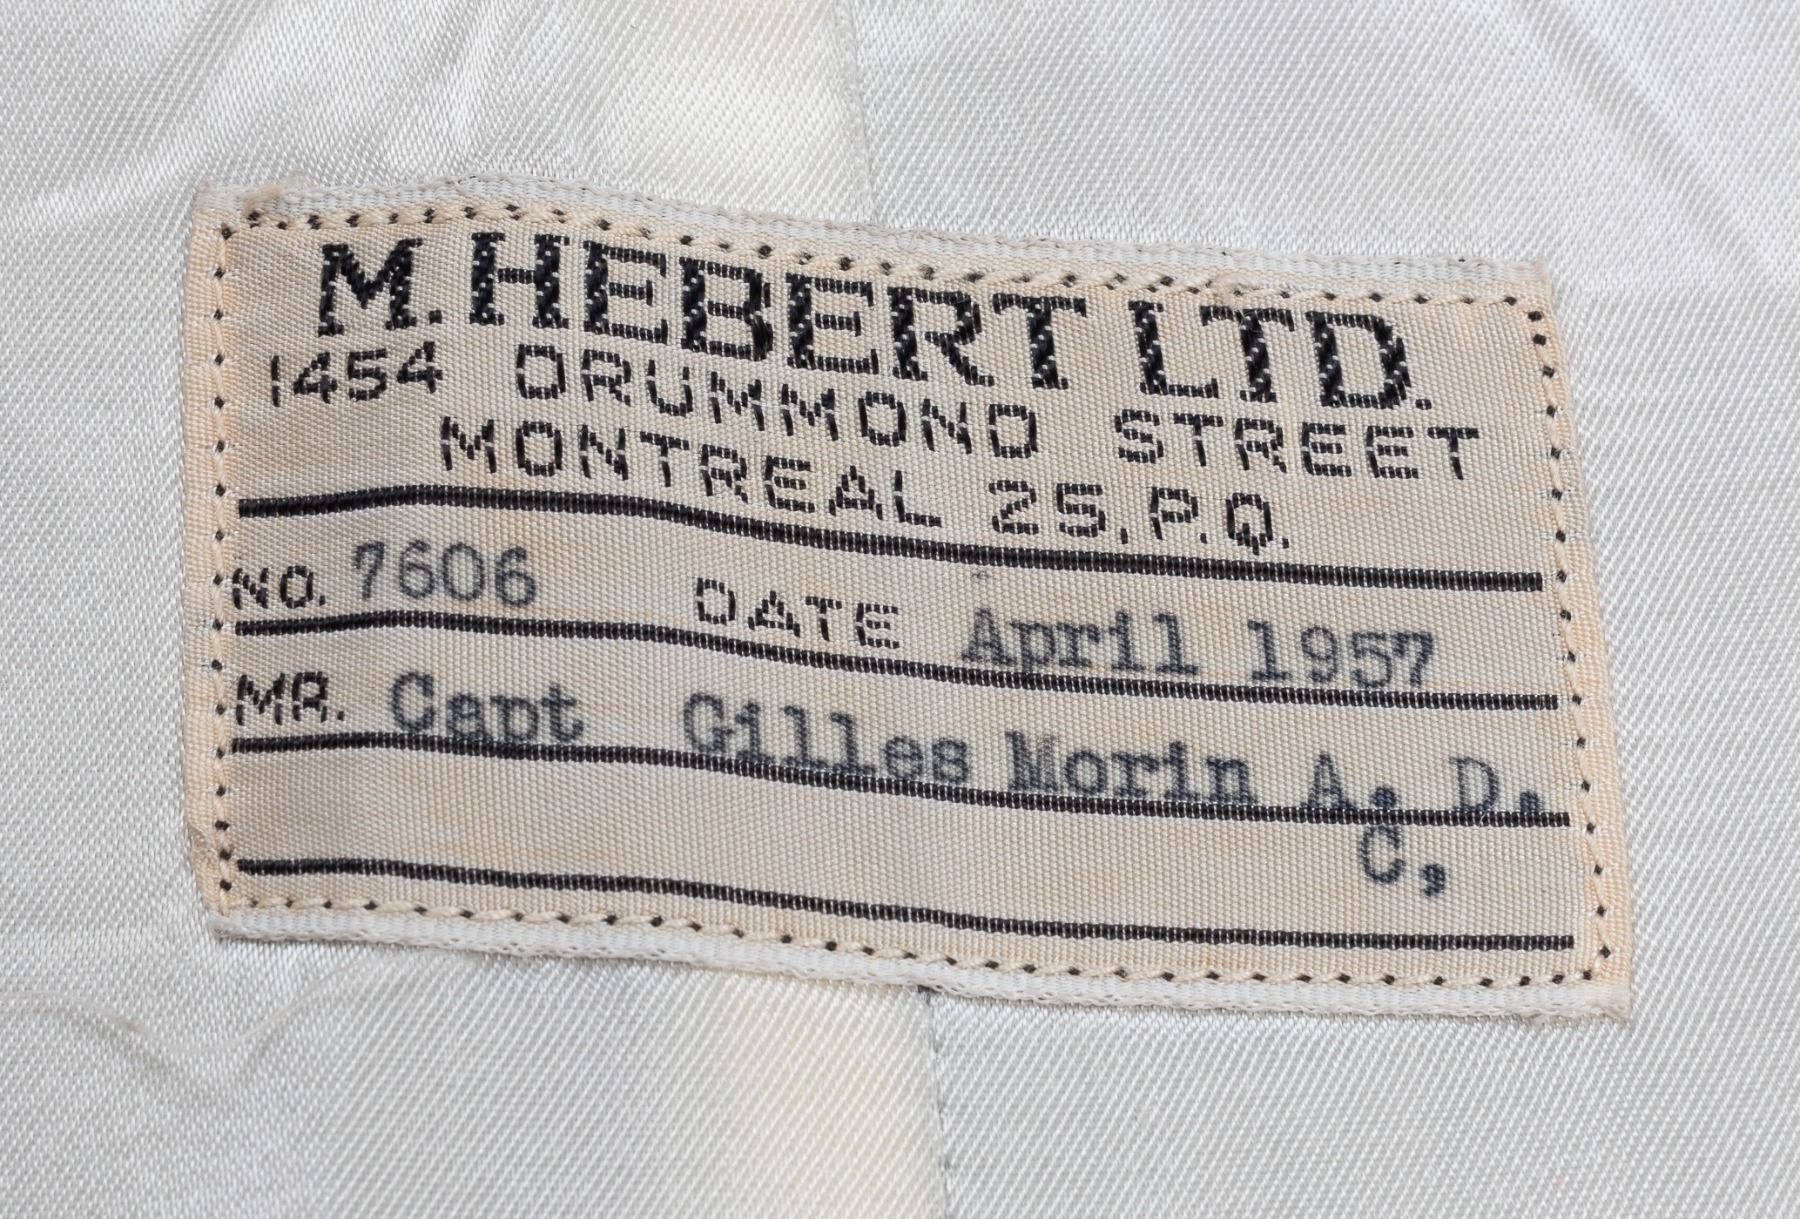 M. HEBERT LTD.
1454 DRUMMOND STREET
MONTREAL 25, P.Q.
NO. 7606 DATE April 1957
MR. Capt Gilles Morin A. D.
C,